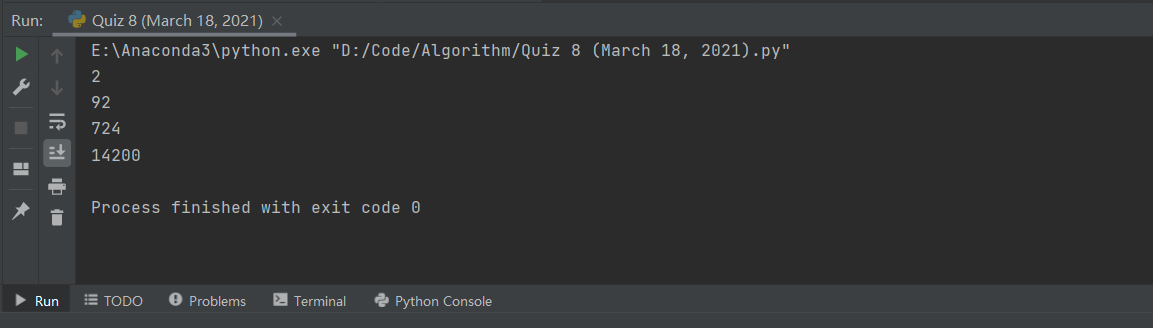 Run: Quiz 8 (March 18, 2021)
E:\Anaconda3\python.exe "D:/Code/Algorithm/Quiz 8 (March 18, 2021).py"
2
92
724
14200
Process finished with exit code 0
Run TODO Problems Terminal Python Console